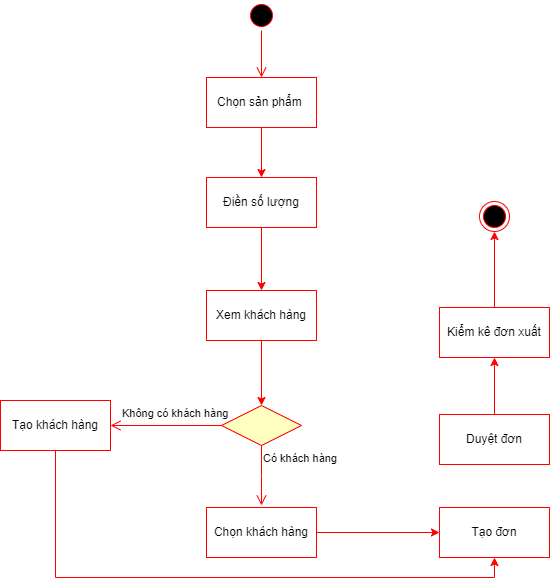 Chọn sản phẩm
Điền số lượng
Xem khách hàng
Không có khách hàng
Tạo khách hàng
Có khách hàng
Chọn khách hàng
Tạo đơn
Duyệt đơn
Kiểm kê đơn xuất